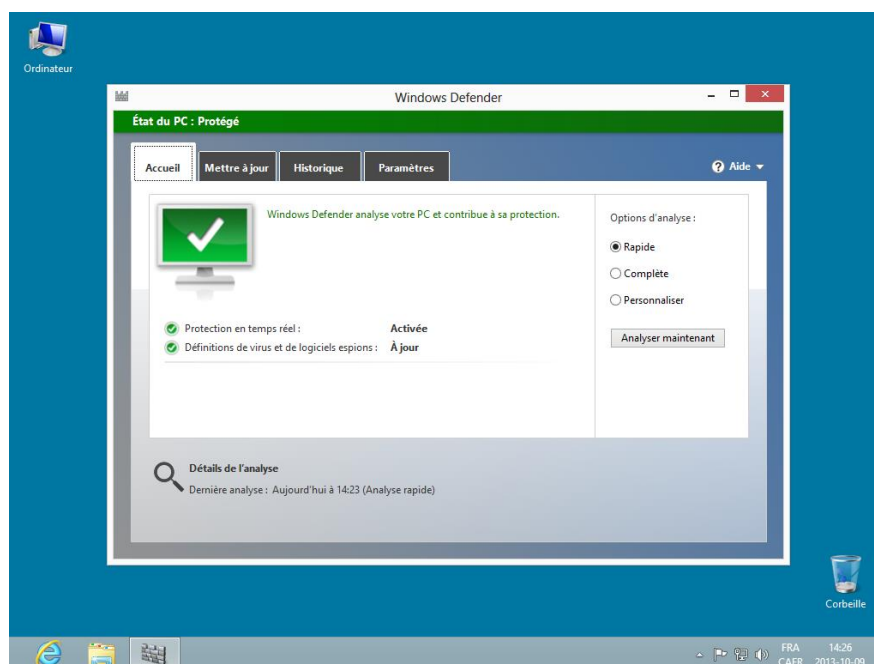 Ordinateur
Windows Defender
État du PC : Protégé
Accueil
Mettre à jour
Historique
Paramètres
? Aide
Windows Defender analyse votre PC et contribue à sa protection.
Options d'analyse :
Rapide
Complète
Personnaliser
Protection en temps réel : Activée
Analyser maintenant
Définitions de virus et de logiciels espions : À jour
Détails de l'analyse
Dernière analyse : Aujourd'hui à 14:23 (Analyse rapide)
Corbeille
FRA 14:26
CAFR 2013-10-09